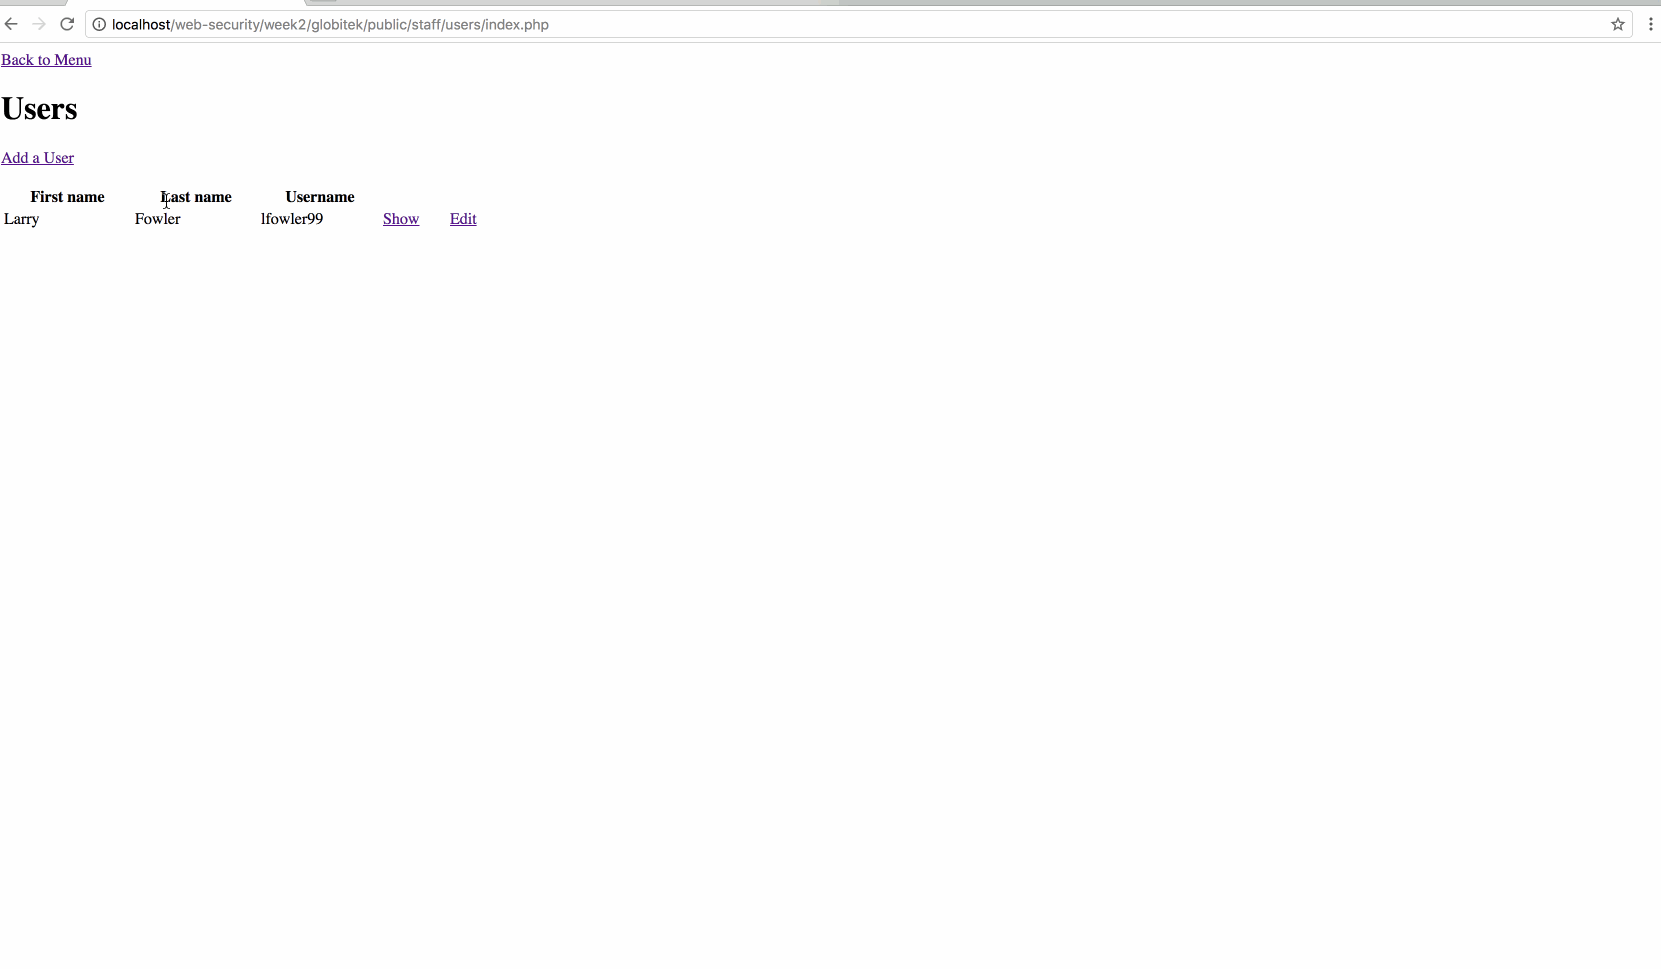 localhost/web-security/week2/globitek/public/staff/users/index.php
Back to Menu
Users
Add a User
First name Last name Username
Larry Fowler lfowler99 Show Edit